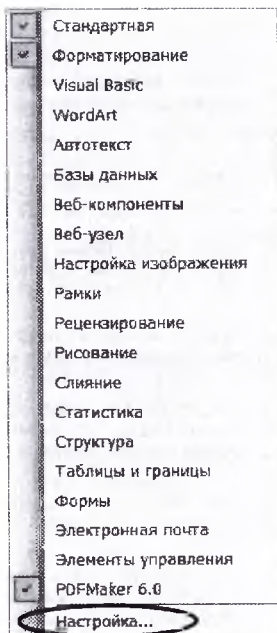 Стандартная
Форматирование
Visual Basic
WordArt
Автотекст
Базы данных
Веб-компоненты
Веб-узел
Настройка изображения
Рамки
Рецензирование
Рисование
Слияние
Статистика
Структура
Таблицы и границы
Формы
Электронная почта
Элементы управления
PDFMaker 6.0
Настройка...